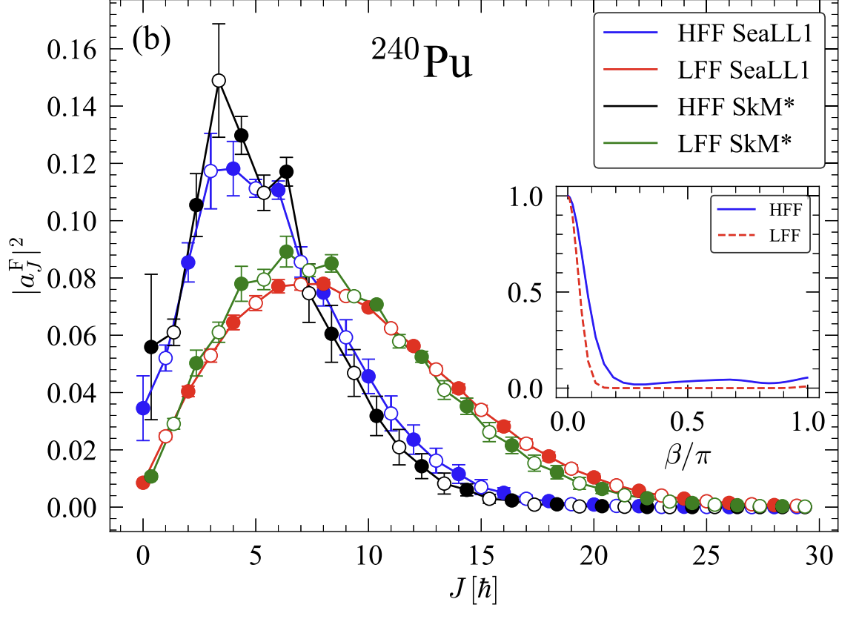 (b)
²⁴⁰Pu
HFF SeaLL1
LFF SeaLL1
HFF SkM*
LFF SkM*
0.16
0.14
0.12
0.10
0.08
0.06
0.04
0.02
0.00
|a_J^F|²
0 5 10 15 20 25 30
J [ħ]
HFF
LFF
1.0
0.5
0.0
0.0 0.5 1.0
β/π